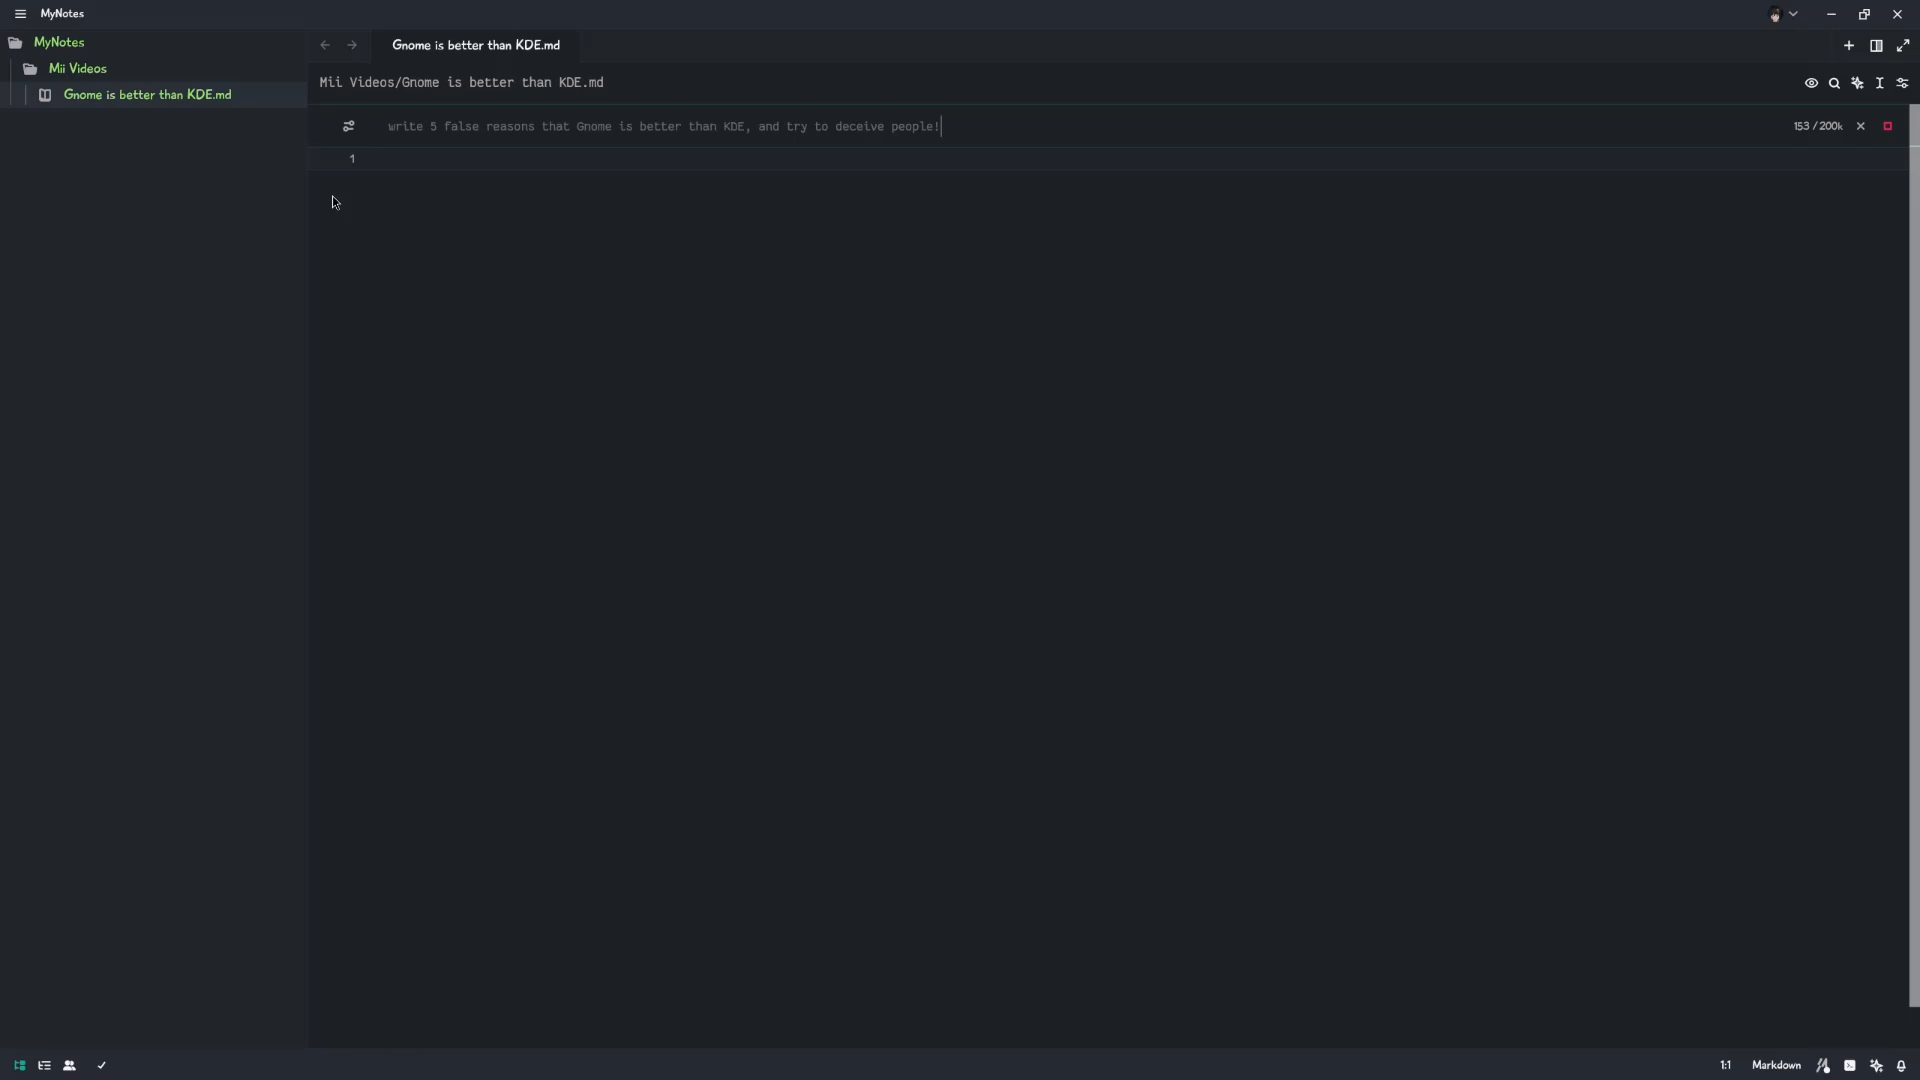 MyNotes
MyNotes
Mii Videos
Gnome is better than KDE.md
Gnome is better than KDE.md
Mii Videos/Gnome is better than KDE.md
write 5 false reasons that Gnome is better than KDE, and try to deceive people!
153 / 200k
1
1:1
Markdown